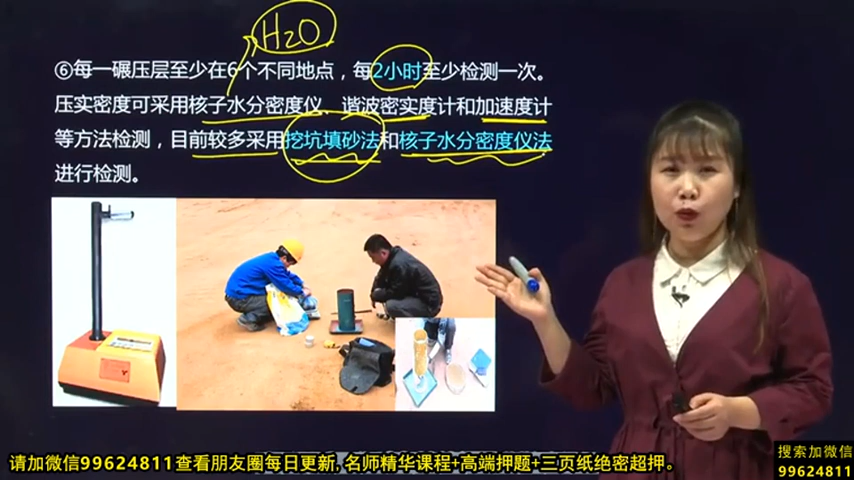 H₂O
⑥每一碾压层至少在6个不同地点，每2小时至少检测一次。
压实密度可采用核子水分密度仪、谐波密实度计和加速度计
等方法检测，目前较多采用挖坑填砂法和核子水分密度仪法
进行检测。
请加微信99624811查看朋友圈每日更新,名师精华课程+高端押题+三页纸绝密超押。
搜索加微信
99624811